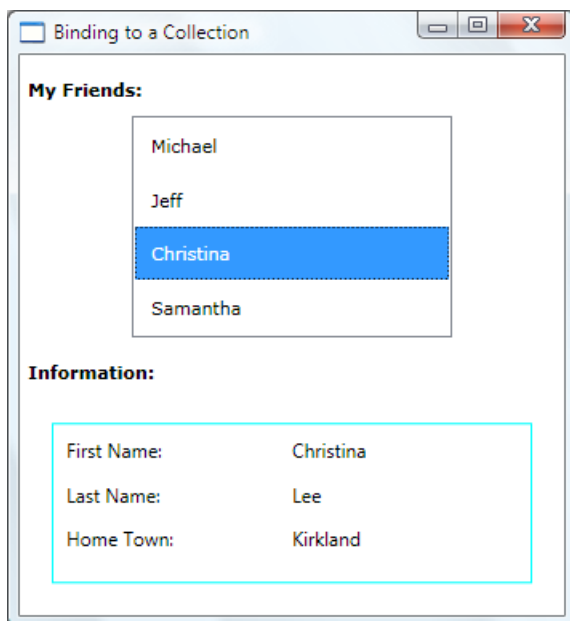 Binding to a Collection
My Friends:
Michael
Jeff
Christina
Samantha
Information:
First Name: Christina
Last Name: Lee
Home Town: Kirkland